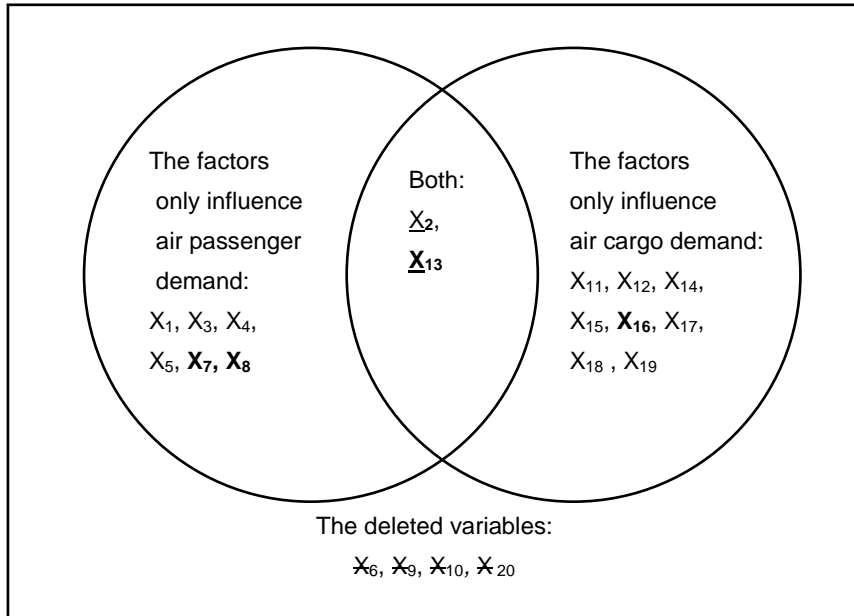 The factors
only influence
air passenger
demand:
X₁, X₃, X₄,
X₅, X₇, X₈
Both:
X₂,
X₁₃
The factors
only influence
air cargo demand:
X₁₁, X₁₂, X₁₄,
X₁₅, X₁₆, X₁₇,
X₁₈ , X₁₉
The deleted variables:
X₆, X₉, X₁₀, X ₂₀